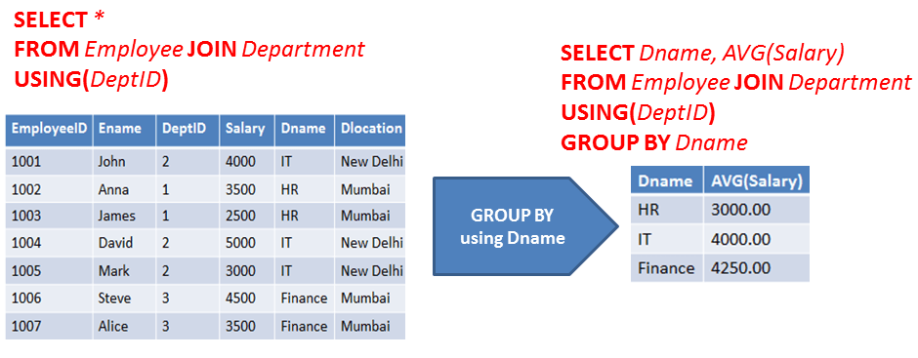 SELECT *
FROM Employee JOIN Department
USING(DeptID)
EmployeeID Ename DeptID Salary Dname Dlocation
1001 John 2 4000 IT New Delhi
1002 Anna 1 3500 HR Mumbai
1003 James 1 2500 HR Mumbai
1004 David 2 5000 IT New Delhi
1005 Mark 2 3000 IT New Delhi
1006 Steve 3 4500 Finance Mumbai
1007 Alice 3 3500 Finance Mumbai
GROUP BY
using Dname
SELECT Dname, AVG(Salary)
FROM Employee JOIN Department
USING(DeptID)
GROUP BY Dname
Dname AVG(Salary)
HR 3000.00
IT 4000.00
Finance 4250.00